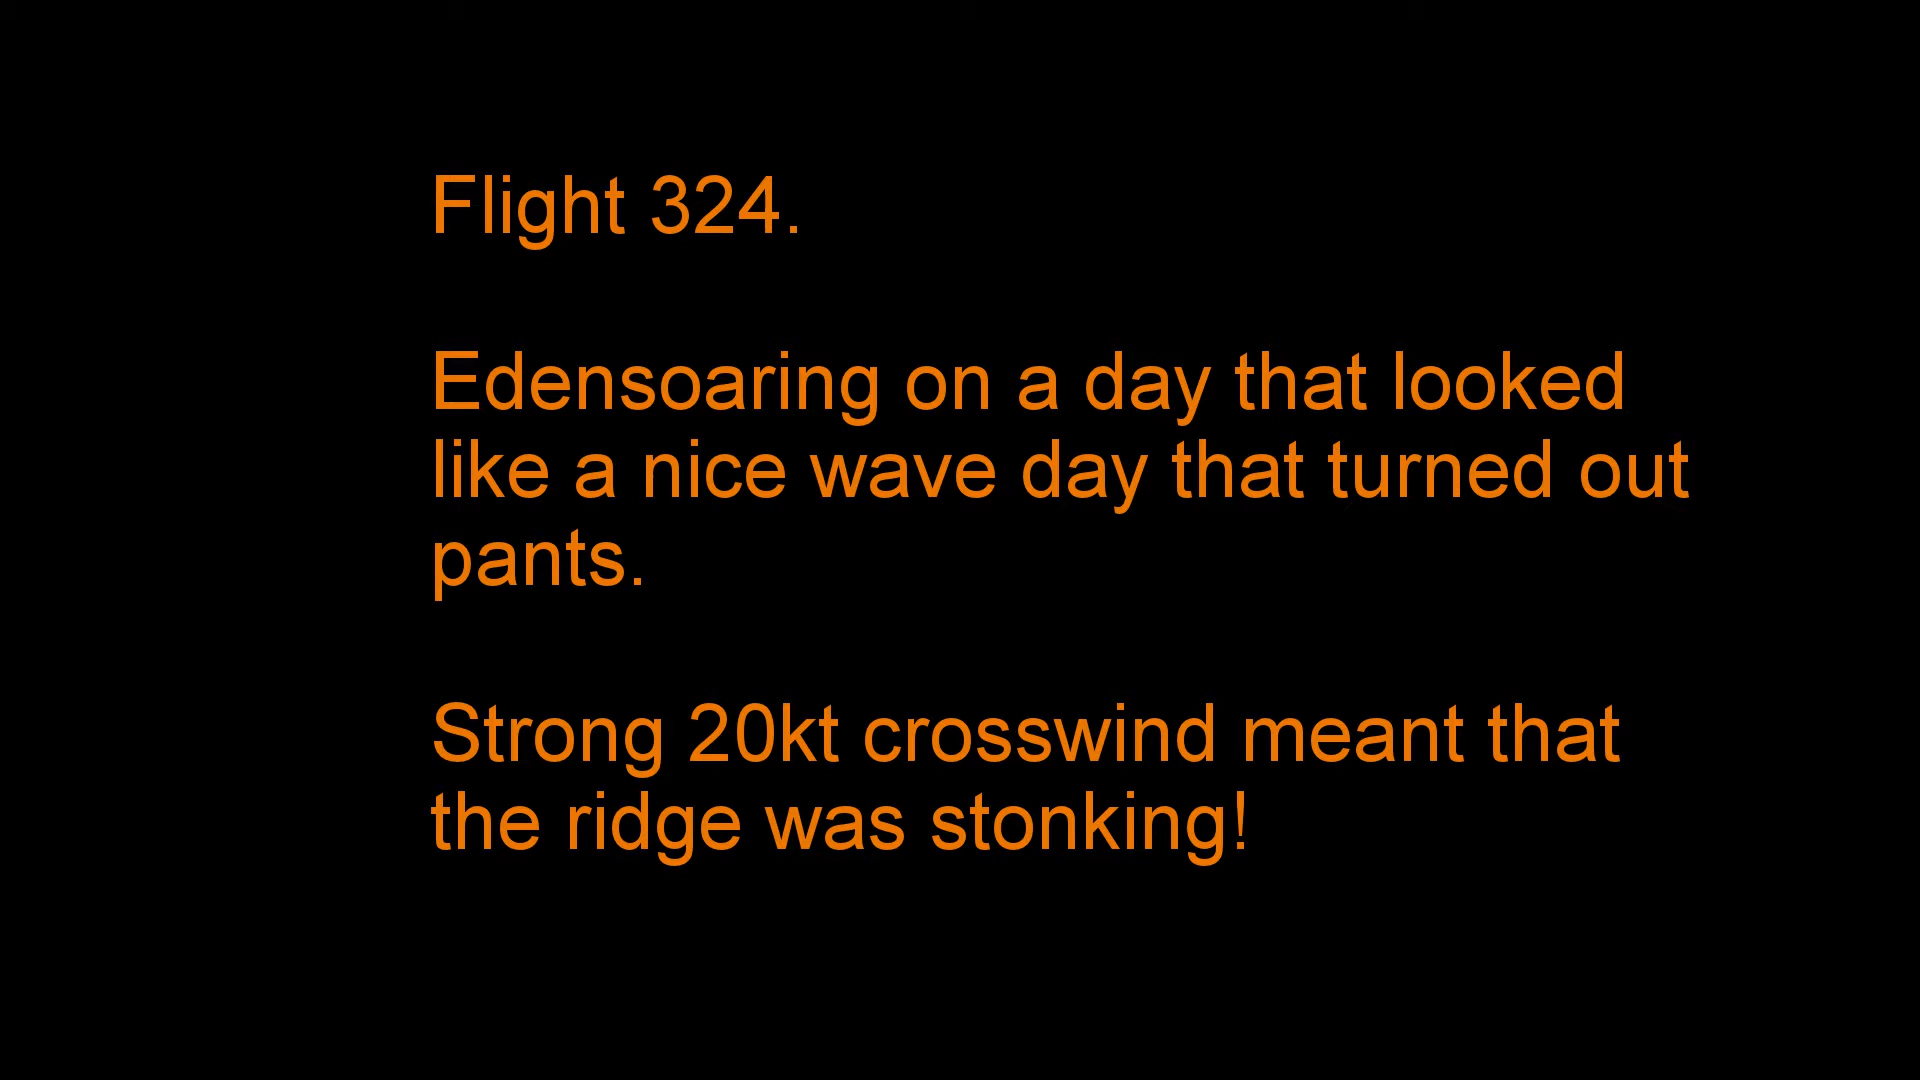 Flight 324.
Edensoaring on a day that looked
like a nice wave day that turned out
pants.
Strong 20kt crosswind meant that
the ridge was stonking!